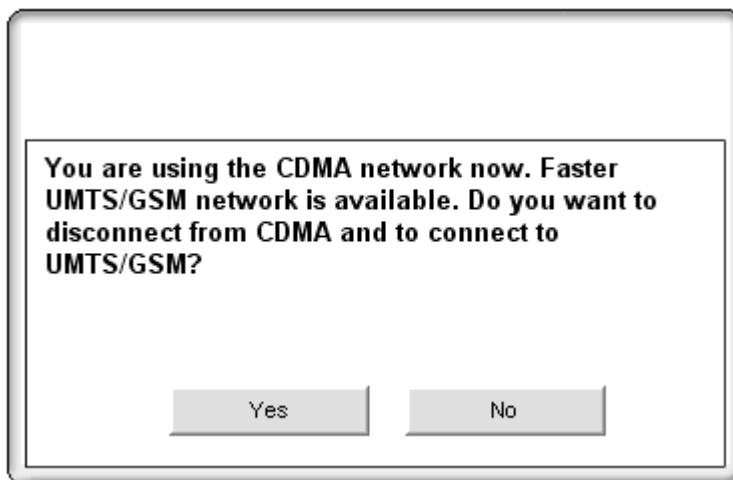 You are using the CDMA network now. Faster
UMTS/GSM network is available. Do you want to
disconnect from CDMA and to connect to
UMTS/GSM?
Yes No